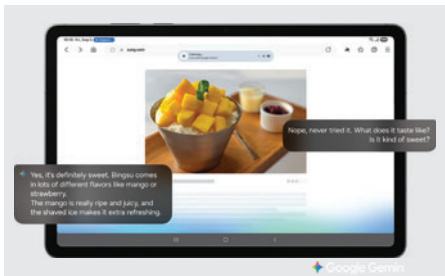 Nope, never tried it. What does it taste like?
Is it kind of sweet?
Yes, it's definitely sweet. Bingsu comes
in lots of different flavors like mango or
strawberry.
The mango is really ripe and juicy, and
the shaved ice makes it extra refreshing.
Google Gemin